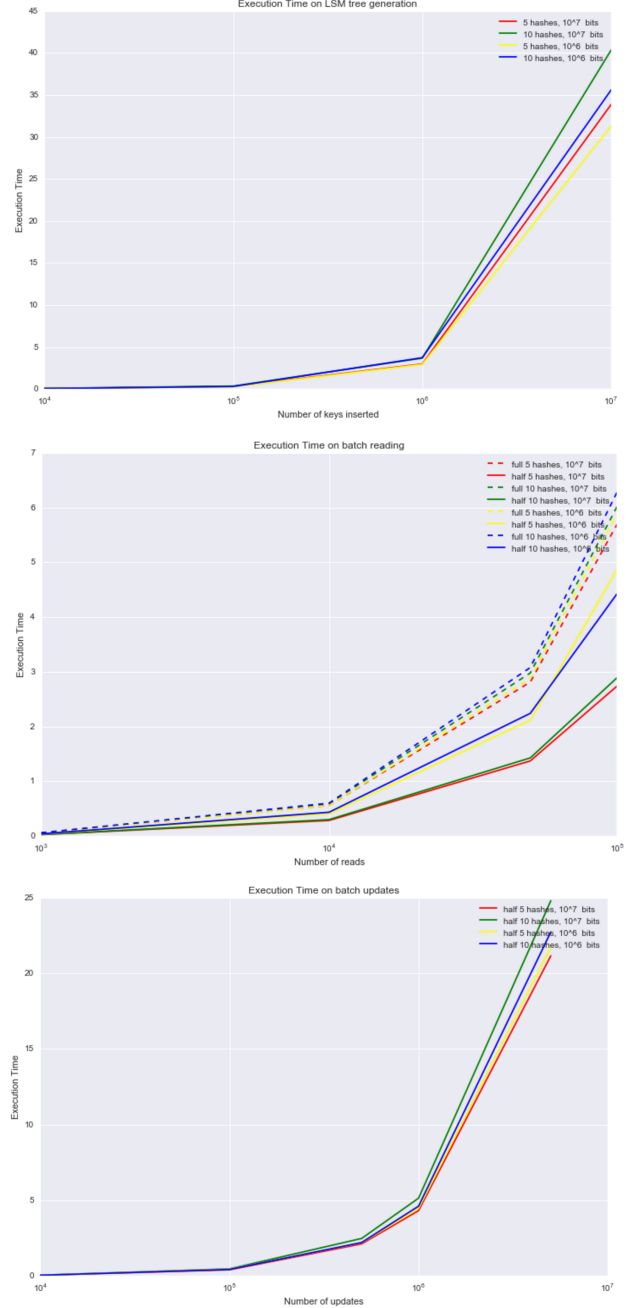 Execution Time on LSM tree generation
45
40
35
30
25
20
15
10
5
0
Execution Time
5 hashes, 10^7 bits
10 hashes, 10^7 bits
5 hashes, 10^6 bits
10 hashes, 10^6 bits
10^4
10^5
10^6
10^7
Number of keys inserted
Execution Time on batch reading
7
6
5
4
3
2
1
0
Execution Time
full 5 hashes, 10^7 bits
half 5 hashes, 10^7 bits
full 10 hashes, 10^7 bits
half 10 hashes, 10^7 bits
full 5 hashes, 10^6 bits
half 5 hashes, 10^6 bits
full 10 hashes, 10^6 bits
half 10 hashes, 10^6 bits
10^3
10^4
10^5
Number of reads
Execution Time on batch updates
25
20
15
10
5
0
Execution Time
half 5 hashes, 10^7 bits
half 10 hashes, 10^7 bits
half 5 hashes, 10^6 bits
half 10 hashes, 10^6 bits
10^4
10^5
10^6
10^7
Number of updates